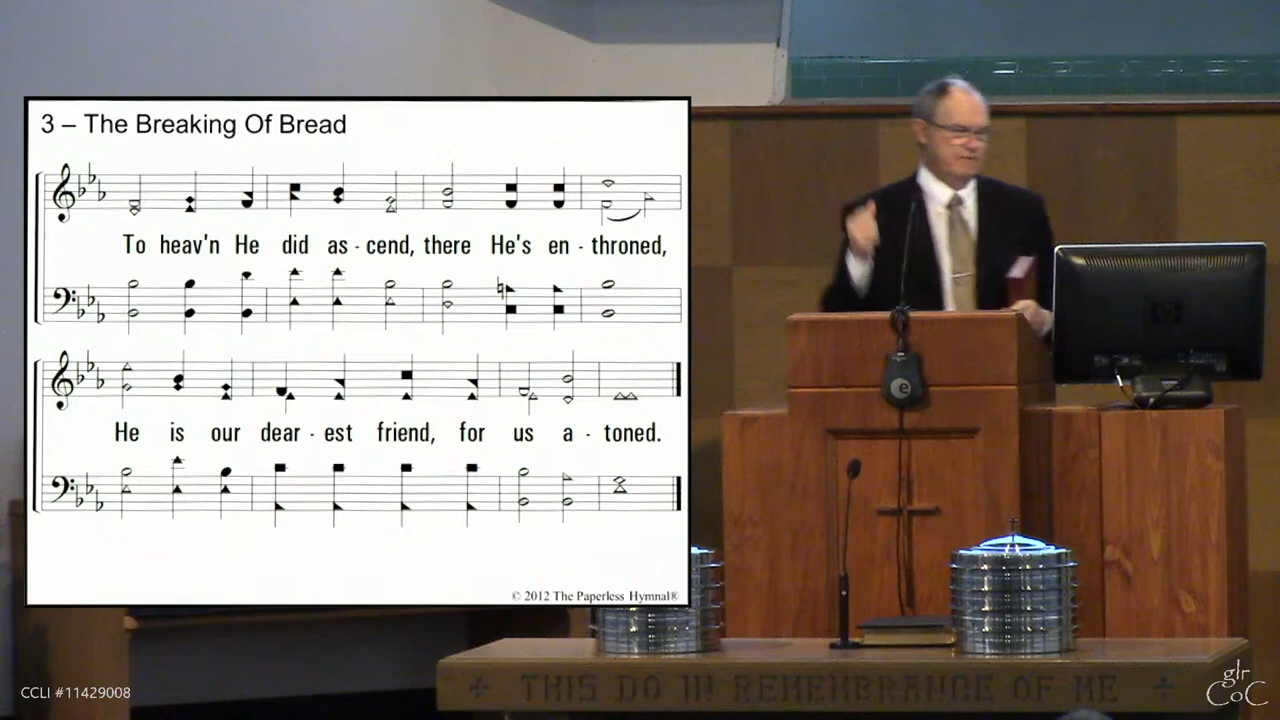 3 – The Breaking Of Bread
To heav'n He did as - cend, there He's en - throned,
He is our dear - est friend, for us a - toned.
© 2012 The Paperless Hymnal®
e
THIS DO IN REMEMBRANCE OF ME
CCLI #11429008
glr
CoC